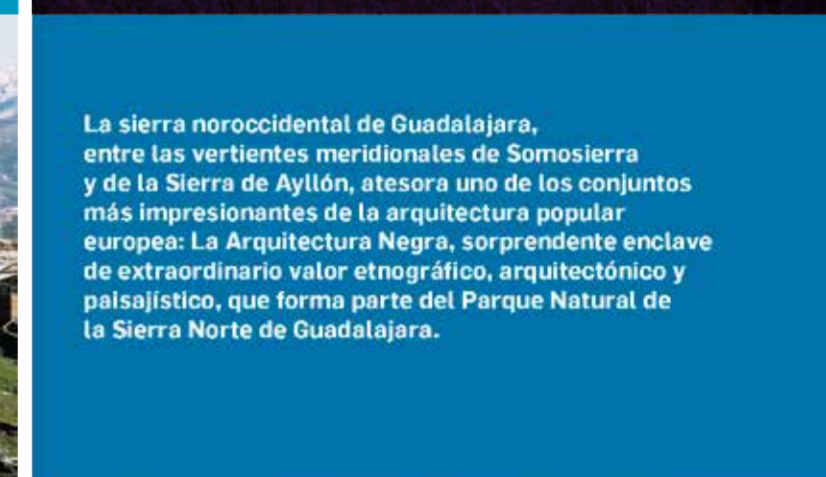 La sierra noroccidental de Guadalajara,
entre las vertientes meridionales de Somosierra
y de la Sierra de Ayllón, atesora uno de los conjuntos
más impresionantes de la arquitectura popular
europea: La Arquitectura Negra, sorprendente enclave
de extraordinario valor etnográfico, arquitectónico y
paisajístico, que forma parte del Parque Natural de
la Sierra Norte de Guadalajara.